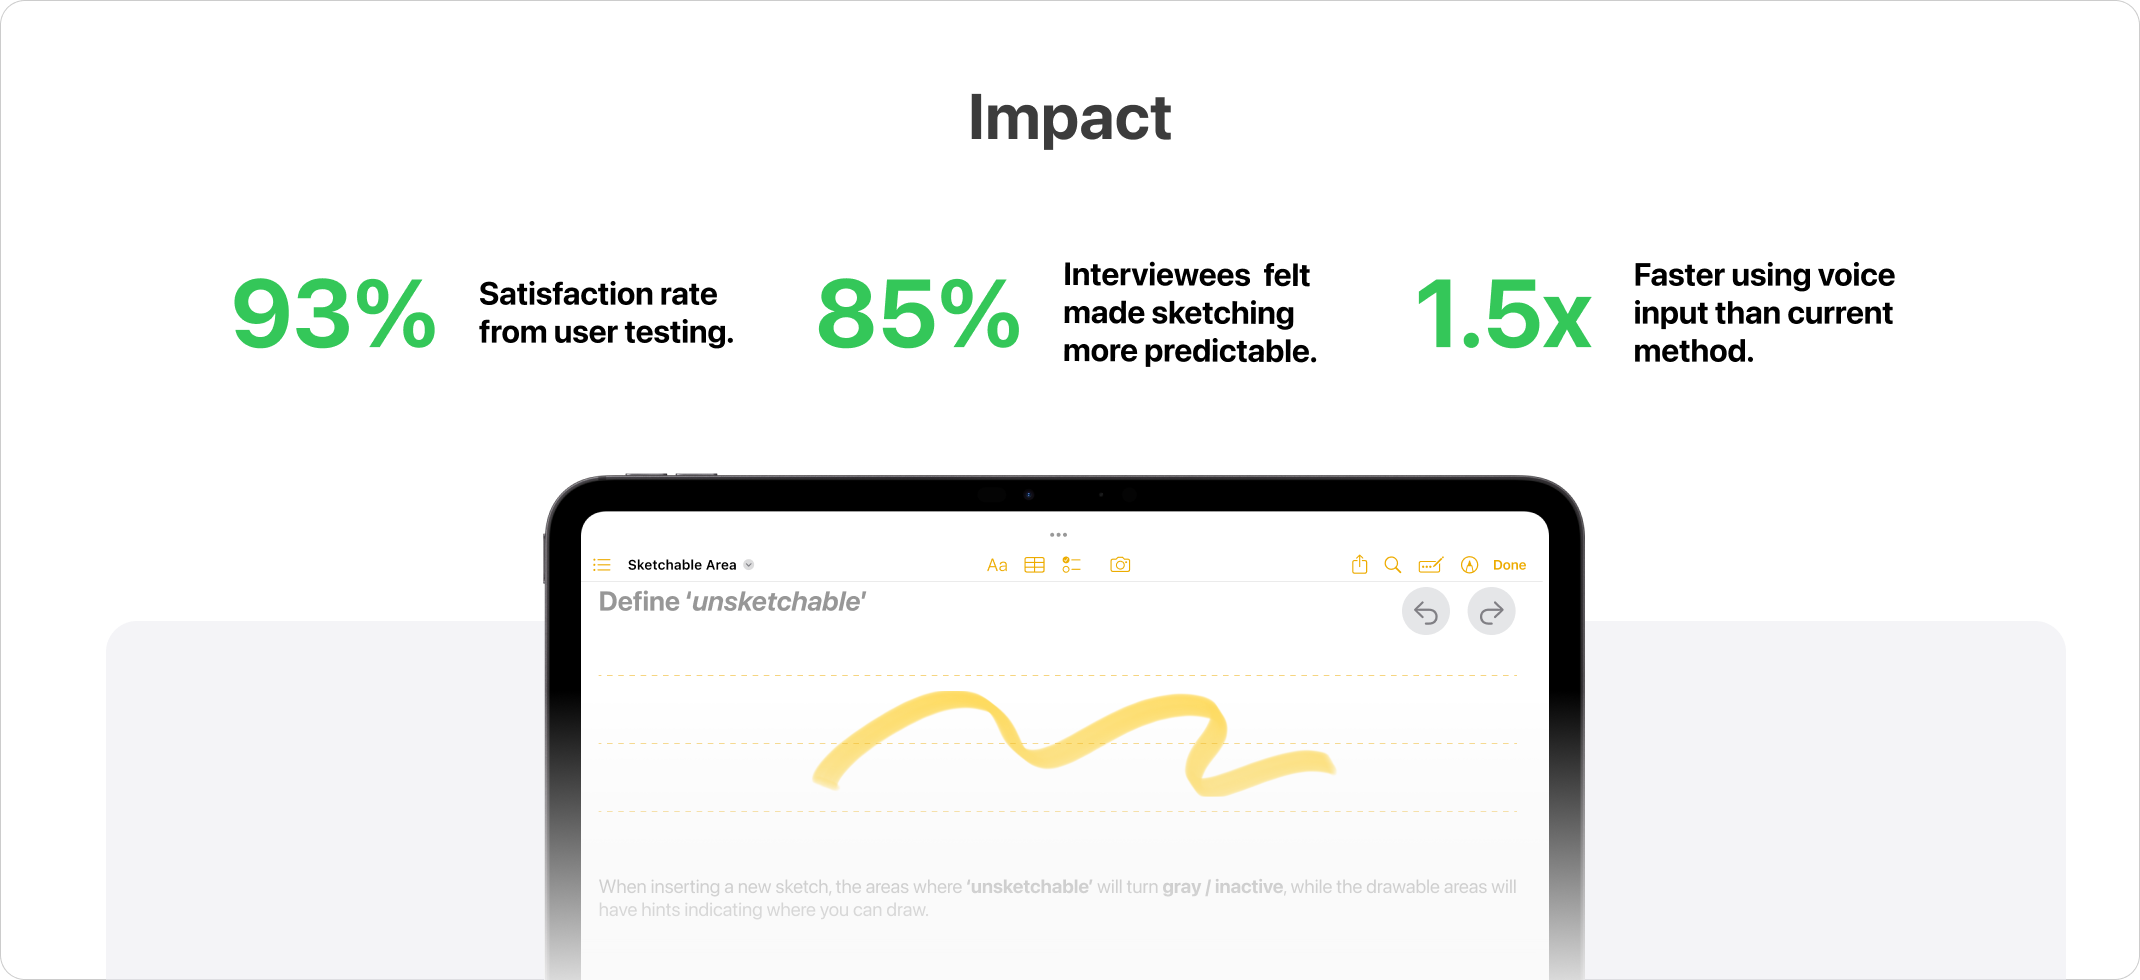 Impact
93%
Satisfaction rate
from user testing.
85%
Interviewees  felt
made sketching
more predictable.
1.5x
Faster using voice
input than current
method.
Sketchable Area
Aa
Done
Define ‘unsketchable’
When inserting a new sketch, the areas where ‘unsketchable’ will turn gray / inactive, while the drawable areas will
have hints indicating where you can draw.